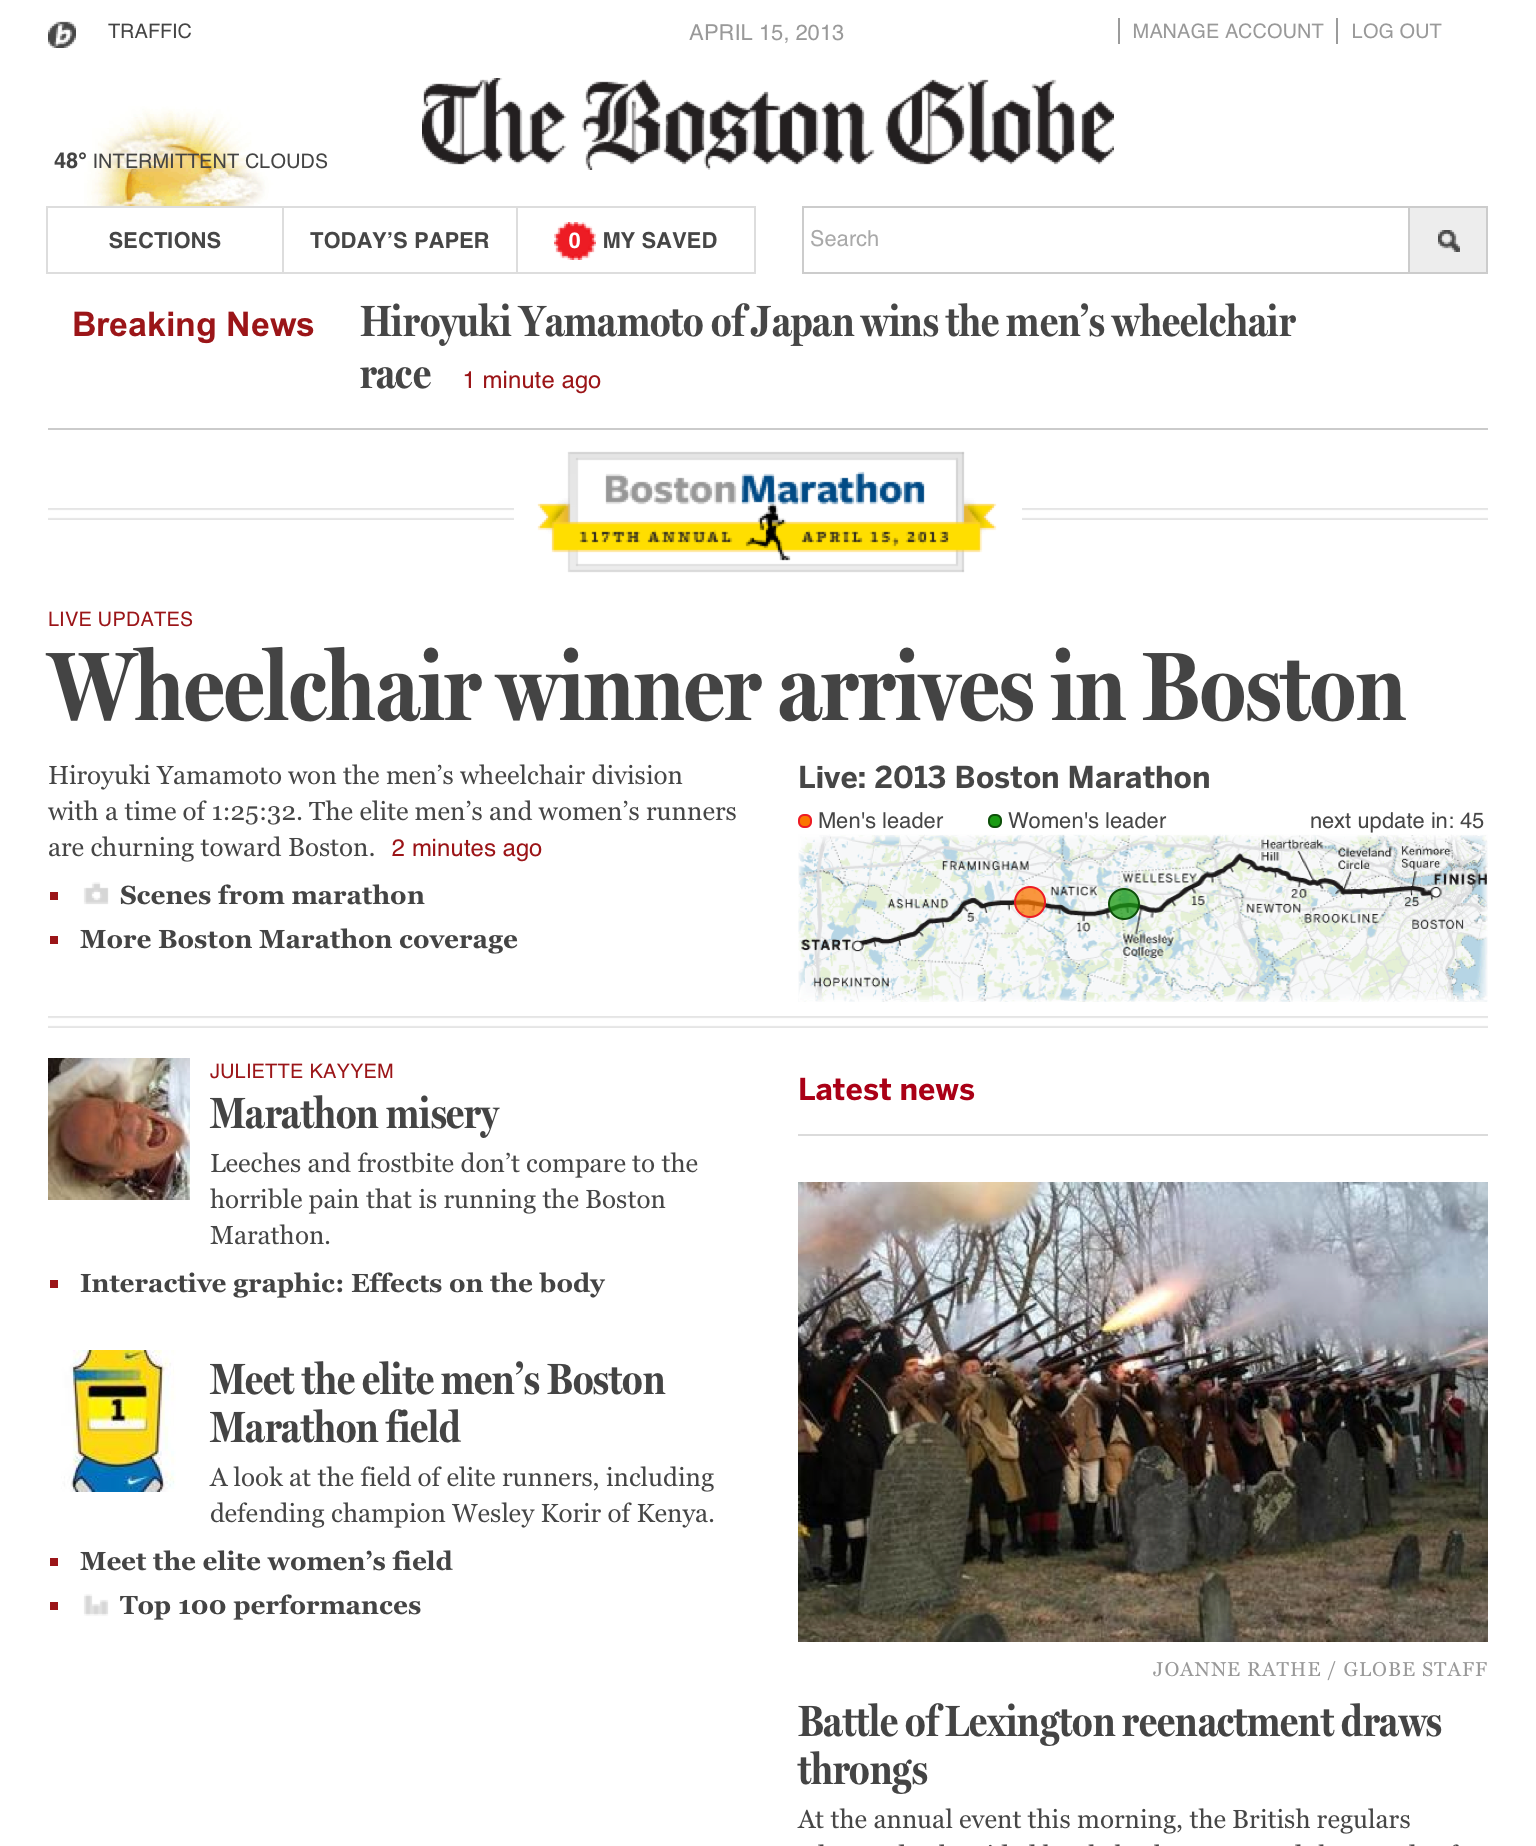 TRAFFIC
APRIL 15, 2013
MANAGE ACCOUNT
LOG OUT
The Boston Globe
48° INTERMITTENT CLOUDS
SECTIONS
TODAY’S PAPER
0 MY SAVED
Search
Breaking News
Hiroyuki Yamamoto of Japan wins the men’s wheelchair
race 1 minute ago
Boston Marathon
117TH ANNUAL APRIL 15, 2013
LIVE UPDATES
Wheelchair winner arrives in Boston
Hiroyuki Yamamoto won the men’s wheelchair division
with a time of 1:25:32. The elite men’s and women’s runners
are churning toward Boston. 2 minutes ago
Scenes from marathon
More Boston Marathon coverage
Live: 2013 Boston Marathon
Men's leader
Women's leader
next update in: 45
START
HOPKINTON
ASHLAND
5
FRAMINGHAM
NATICK
10
WELLESLEY
Wellesley
College
15
Heartbreak
Hill
NEWTON
20
Cleveland
Circle
BROOKLINE
Kenmore
Square
25
FINISH
BOSTON
JULIETTE KAYYEM
Marathon misery
Leeches and frostbite don’t compare to the
horrible pain that is running the Boston
Marathon.
Interactive graphic: Effects on the body
1
Meet the elite men’s Boston
Marathon field
A look at the field of elite runners, including
defending champion Wesley Korir of Kenya.
Meet the elite women’s field
Top 100 performances
Latest news
JOANNE RATHE / GLOBE STAFF
Battle of Lexington reenactment draws
throngs
At the annual event this morning, the British regulars